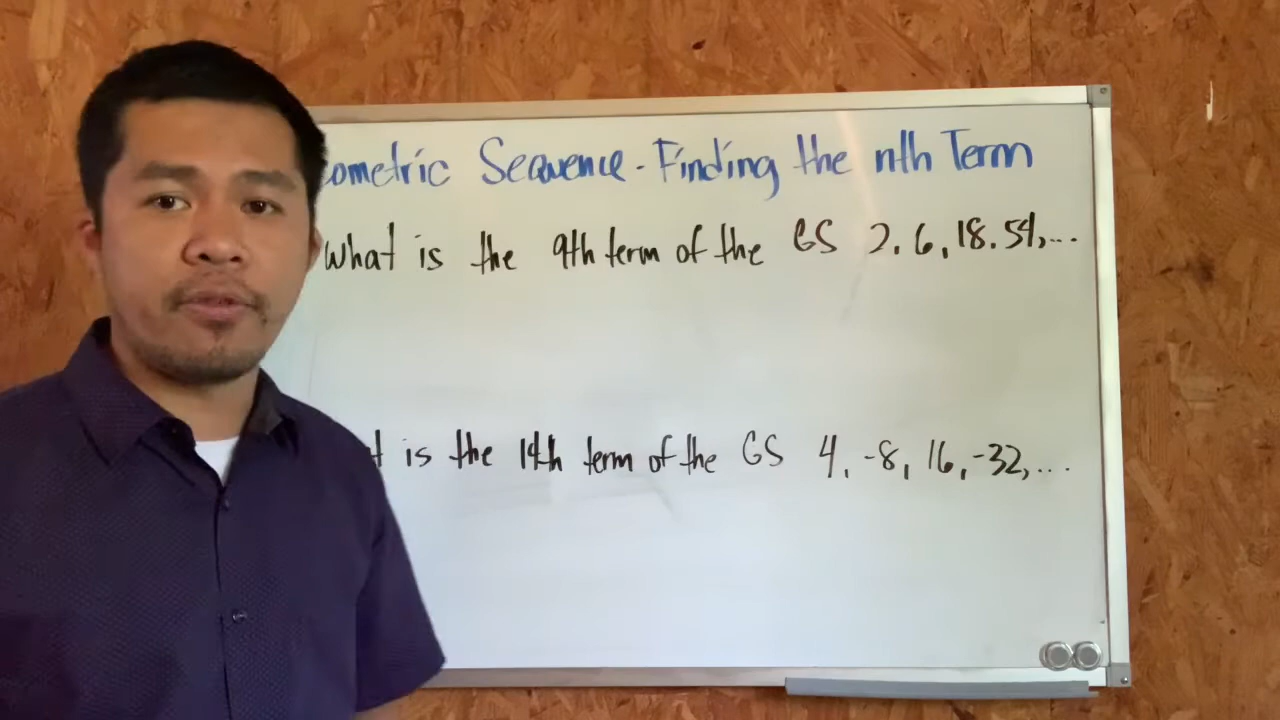 ometric Sequence - Finding the nth Term
What is the 9th term of the GS 2, 6, 18, 54, ...
t is the 14th term of the GS 4, -8, 16, -32, ...